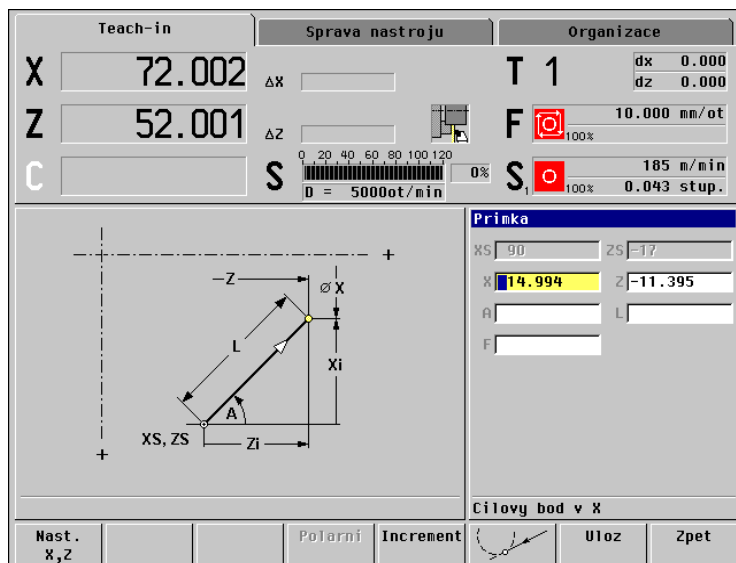 Teach-in Sprava nastroju Organizace
X 72.002 ΔX T 1 dx 0.000
dz 0.000
Z 52.001 ΔZ F 100% 10.000 mm/ot
C S 0 20 40 60 80 100 120 0% S1 100% 185 m/min
D = 5000ot/min 0.043 stup.
Primka
XS 90 ZS -17
X 14.994 Z -11.395
A L
F
+
-Z
ø X
L
Xi
A
XS, ZS
Zi
+
Cilovy bod v X
Nast. X,Z Polarni Increment Uloz Zpet